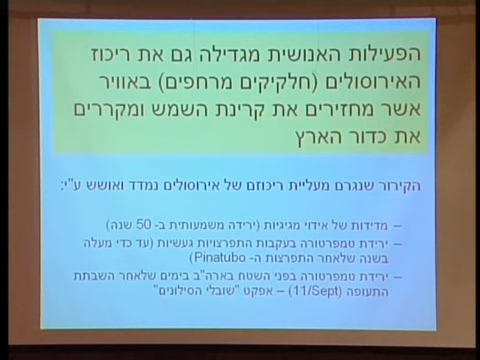 הפעילות האנושית מגדילה גם את ריכוז
האירוסולים (חלקיקים מרחפים) באוויר
אשר מחזירים את קרינת השמש ומקררים
את כדור הארץ
הקירור שנגרם מעליית ריכוזם של אירוסולים נמדד ואושש ע"י:
– מדידות של אידוי מגיגיות (ירידה משמעותית ב- 50 שנה)
– ירידת טמפרטורה בעקבות התפרצויות געשיות (עד כדי מעלה
בשנה שלאחר התפרצות ה- Pinatubo)
– ירידת טמפרטורה בפני השטח בארה"ב בימים שלאחר השבתת
התעופה (11/Sept) – אפקט "שובלי הסילונים"